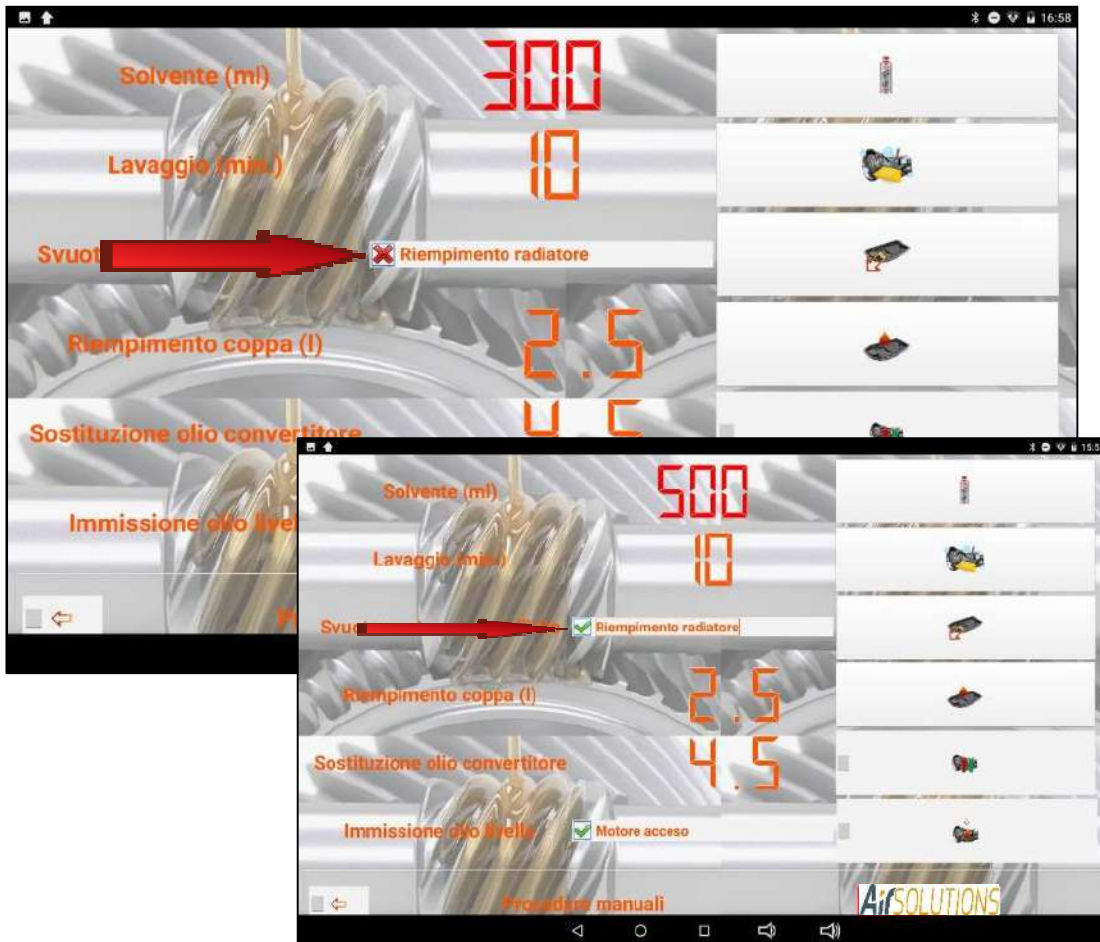 16:58
Solvente (ml) 300
Lavaggio (min.) 10
Svuot Riempimento radiatore
Riempimento coppa (l) 2.5
Sostituzione olio convertitore
Immissione olio
15:5
Solvente (ml) 500
Lavaggio (min.) 10
Svuo Riempimento radiatore
Riempimento coppa (l) 2.5
Sostituzione olio convertitore 4.5
Immissione olio livello Motore acceso
Procedure manuali
AirSOLUTIONS